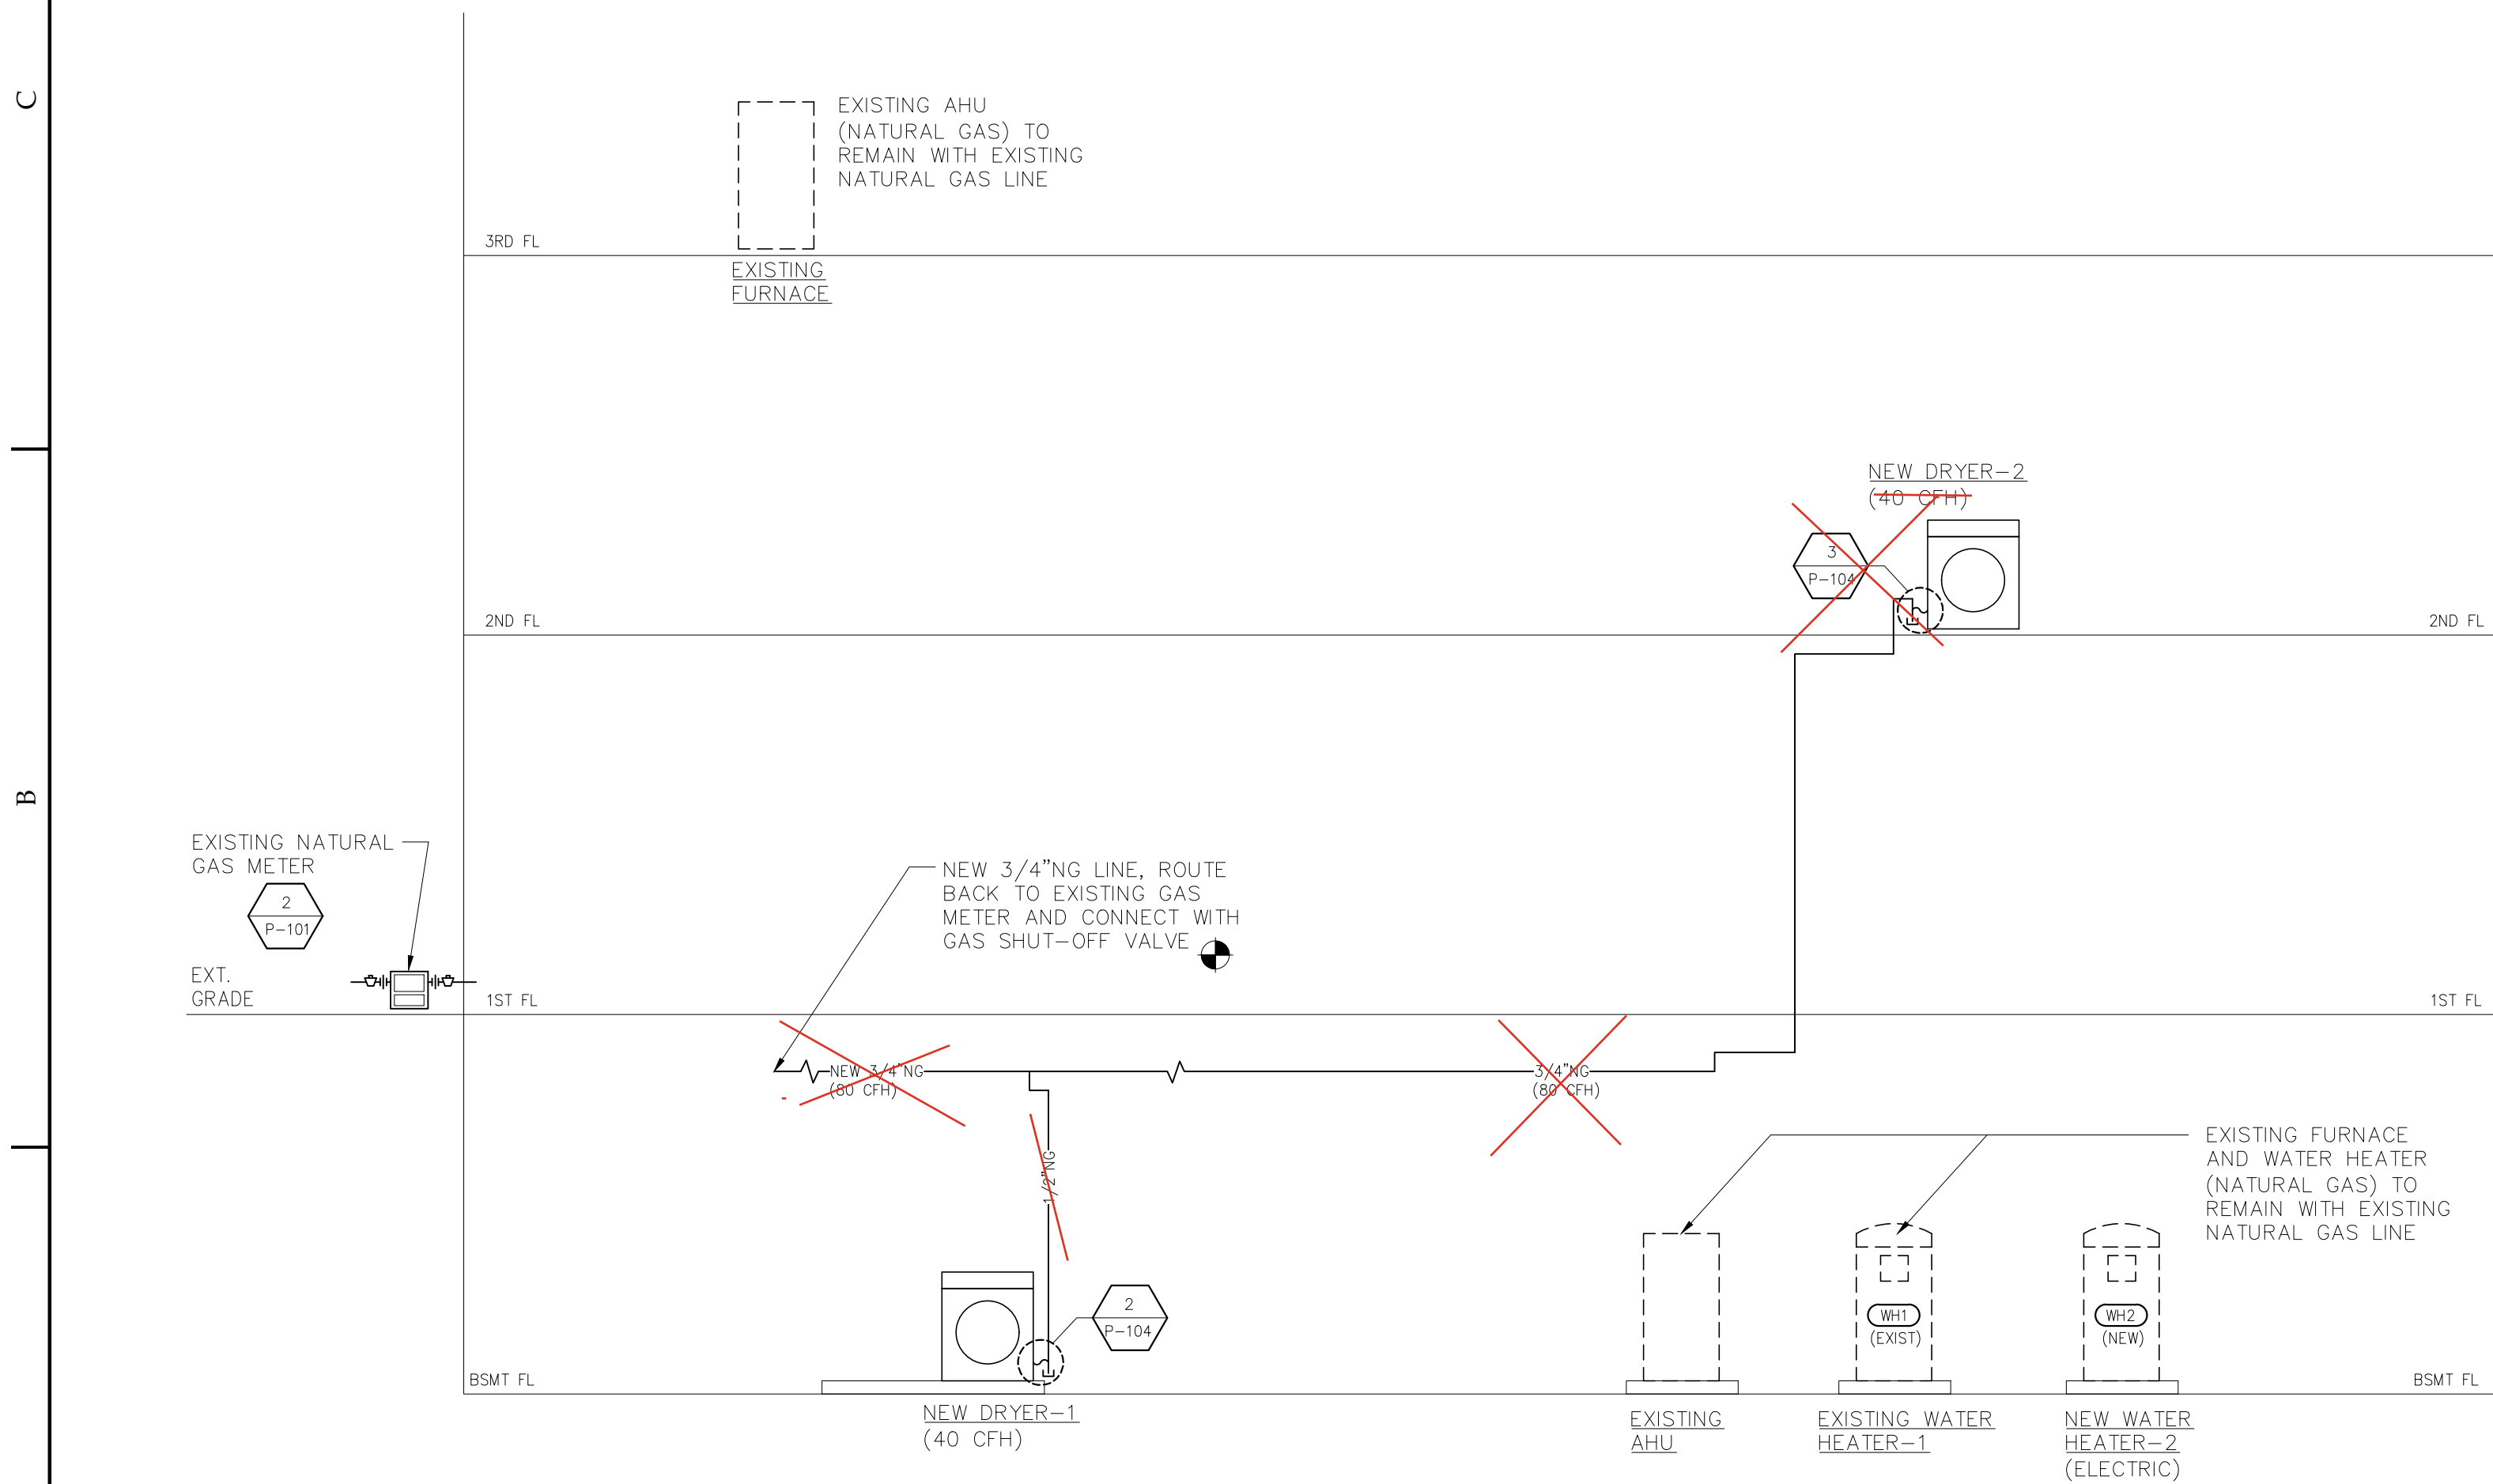 C
EXISTING AHU
(NATURAL GAS) TO
REMAIN WITH EXISTING
NATURAL GAS LINE
3RD FL
EXISTING
FURNACE
NEW DRYER-2
(40 CFH)
3
P-104
2ND FL
2ND FL
B
EXISTING NATURAL
GAS METER
2
P-101
EXT.
GRADE
NEW 3/4”NG LINE, ROUTE
BACK TO EXISTING GAS
METER AND CONNECT WITH
GAS SHUT-OFF VALVE
1ST FL
1ST FL
NEW 3/4”NG
(80 CFH)
3/4”NG
(80 CFH)
1/2”NG
EXISTING FURNACE
AND WATER HEATER
(NATURAL GAS) TO
REMAIN WITH EXISTING
NATURAL GAS LINE
2
P-104
WH1
(EXIST)
WH2
(NEW)
BSMT FL
BSMT FL
NEW DRYER-1
(40 CFH)
EXISTING
AHU
EXISTING WATER
HEATER-1
NEW WATER
HEATER-2
(ELECTRIC)